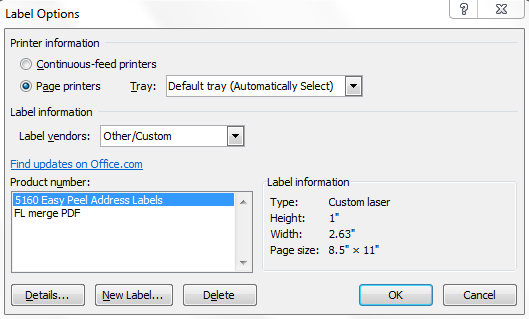 Label Options
Printer information
Continuous-feed printers
Page printers Tray: Default tray (Automatically Select)
Label information
Label vendors: Other/Custom
Find updates on Office.com
Product number:
5160 Easy Peel Address Labels
FL merge PDF
Label information
Type: Custom laser
Height: 1"
Width: 2.63"
Page size: 8.5" × 11"
Details... New Label... Delete OK Cancel